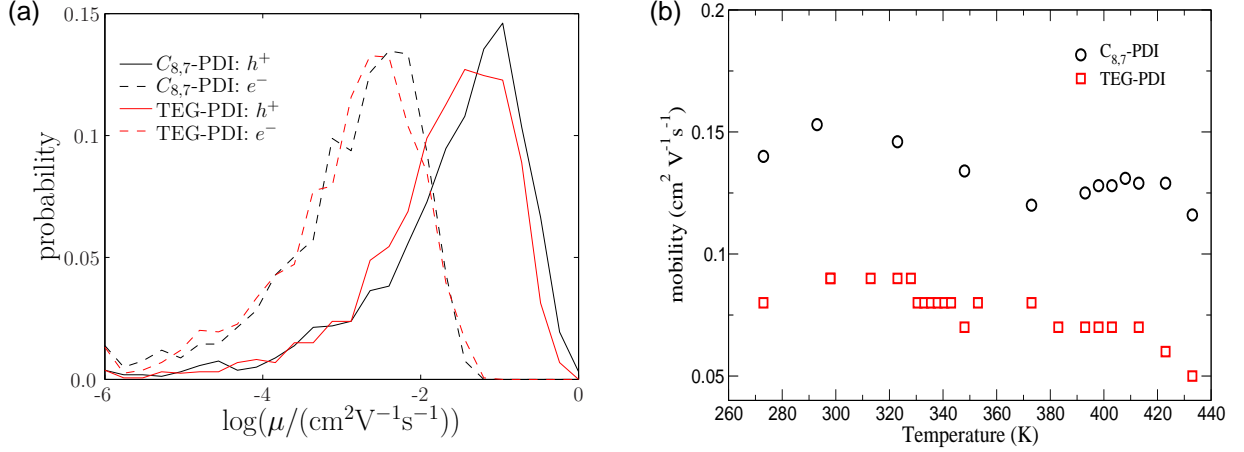 (a)
0.15
0.10
0.05
0.0
probability
C8,7-PDI: h+
C8,7-PDI: e−
TEG-PDI: h+
TEG-PDI: e−
-6
-4
-2
0
log(μ/(cm2V−1s−1))
(b)
0.2
0.15
0.1
0.05
mobility (cm2 V-1 s-1)
C8,7-PDI
TEG-PDI
260
280
300
320
340
360
380
400
420
440
Temperature (K)